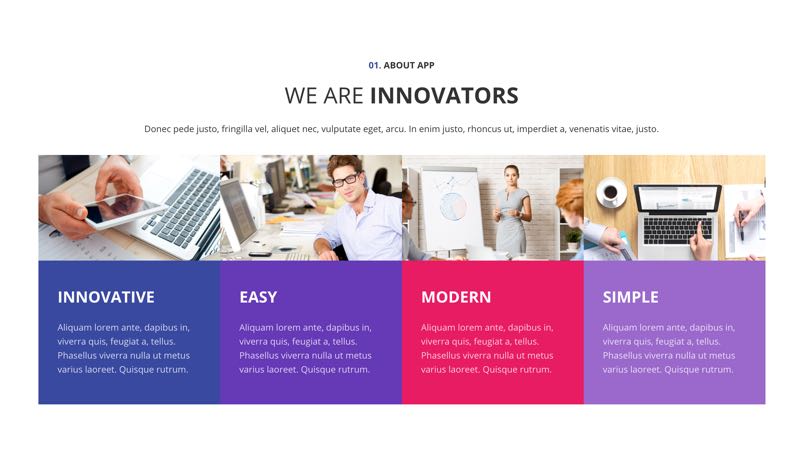 01. ABOUT APP
WE ARE INNOVATORS
Donec pede justo, fringilla vel, aliquet nec, vulputate eget, arcu. In enim justo, rhoncus ut, imperdiet a, venenatis vitae, justo.
INNOVATIVE
Aliquam lorem ante, dapibus in,
viverra quis, feugiat a, tellus.
Phasellus viverra nulla ut metus
varius laoreet. Quisque rutrum.
EASY
Aliquam lorem ante, dapibus in,
viverra quis, feugiat a, tellus.
Phasellus viverra nulla ut metus
varius laoreet. Quisque rutrum.
MODERN
Aliquam lorem ante, dapibus in,
viverra quis, feugiat a, tellus.
Phasellus viverra nulla ut metus
varius laoreet. Quisque rutrum.
SIMPLE
Aliquam lorem ante, dapibus in,
viverra quis, feugiat a, tellus.
Phasellus viverra nulla ut metus
varius laoreet. Quisque rutrum.